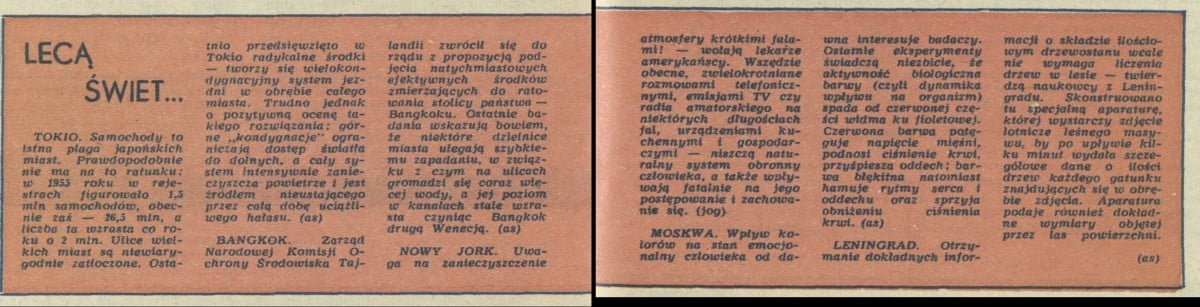 LECĄ
ŚWIET...
TOKIO. Samochody to
istna plaga japońskich
miast. Prawdopodobnie
nie ma na to ratunku:
w 1955 roku w reje-
strach figurowało 1,5
mln samochodów, obec-
nie zaś — 26,5 mln, a
liczba ta wzrasta co ro-
ku o 2 mln. Ulice wiel-
kich miast są niewiary-
godnie zatłoczone. Osta-
tnio przedsięwzięto w
Tokio radykalne środki
— tworzy się wielokon-
dygnacyjny system jez-
dni w obrębie całego
miasta. Trudno jednak
o pozytywną ocenę ta-
kiego rozwiązania: gór-
ne „kondygnacje" ogra-
niczają dostęp światła
do dolnych, a cały sy-
stem intensywnie zanie-
czyszcza powietrze i jest
źródłem nieustającego
przez całą dobę uciążli-
wego hałasu. (as)
BANGKOK. Zarząd
Narodowej Komisji O-
chrony Środowiska Taj-
landii zwrócił się do
rządu z propozycją pod-
jęcia natychmiastowych
efektywnych środków
zmierzających do rato-
wania stolicy państwa —
Bangkoku. Ostatnie ba-
dania wskazują bowiem,
że niektóre dzielnice
miasta ulegają szybkie-
mu zapadaniu, w związ-
ku z czym na ulicach
gromadzi się coraz wię-
cej wody, a jej poziom
w kanałach stale wzra-
sta czyniąc Bangkok
drugą Wenecją. (as)
NOWY JORK. Uwa-
ga na zanieczyszczenie
atmosfery krótkimi fala-
mi! — wołają lekarze
amerykańscy. Wszędzie
obecne, zwielokrotniane
rozmowami telefonicz-
nymi, emisjami TV czy
radia amatorskiego na
niektórych długościach
fal, urządzeniami ku-
chennymi i gospodar-
czymi — niszczą natu-
ralny system obronny
człowieka, a także wpły-
wają fatalnie na jego
postępowanie i zachowa-
nie się. (jog)
MOSKWA. Wpływ ko-
lorów na stan emocjo-
nalny człowieka od da-
wna interesuje badaczy.
Ostatnie eksperymenty
świadczą niezbicie, że
aktywność biologiczna
barwy (czyli dynamika
wpływu na organizm)
spada od czerwonej czę-
ści widma ku fioletowej.
Czerwona barwa potę-
guje napięcie mięśni,
podnosi ciśnienie krwi,
przyśpiesza oddech: bar-
wa błękitna natomiast
hamuje rytmy serca i
oddechu oraz sprzyja
obniżeniu ciśnienia
krwi. (as)
LENINGRAD. Otrzy-
manie dokładnych infor-
macji o składzie ilościo-
wym drzewostanu wcale
nie wymaga liczenia
drzew w lesie — twier-
dzą naukowcy z Lenin-
gradu. Skonstruowano
tu specjalną aparaturę,
której wystarczy zdjęcie
lotnicze leśnego masy-
wu, by po upływie kil-
ku minut wydała szcze-
gółowe dane o ilości
drzew każdego gatunku
znajdujących się w obrę-
bie zdjęcia. Aparatura
podaje również dokład-
ne wymiary objętej
przez las powierzchni.
(as)